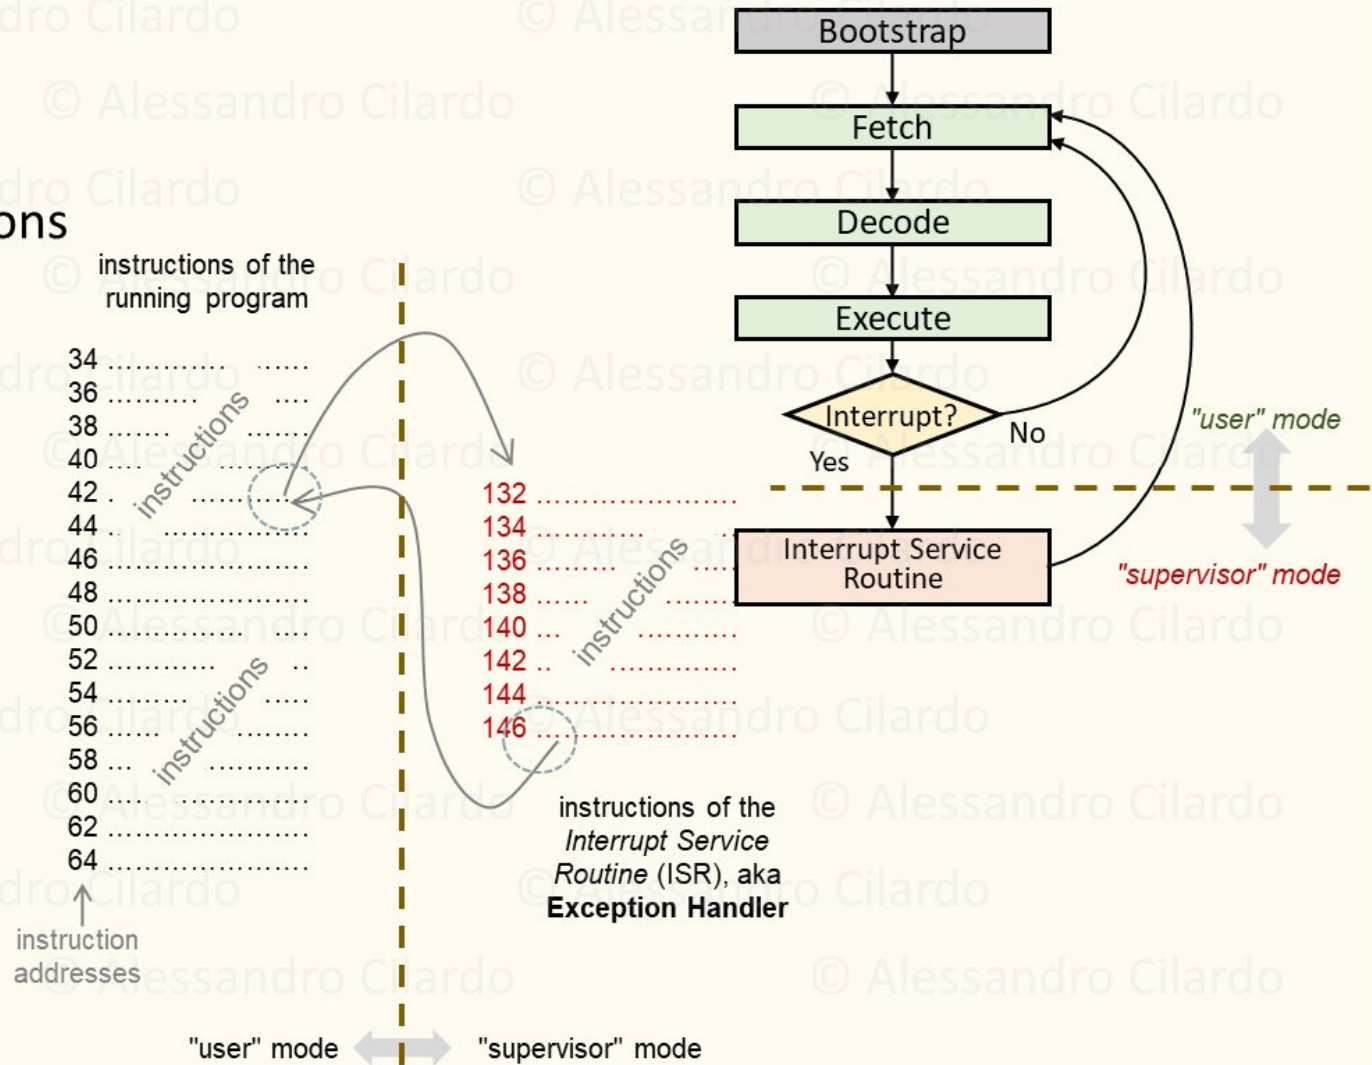 ons
instructions of the
running program
34
36
38
40
42
44
46
48
50
52
54
56
58
60
62
64
instructions
instructions
instruction
addresses
"user" mode
"supervisor" mode
132
134
136
138
140
142
144
146
instructions
instructions of the
Interrupt Service
Routine (ISR), aka
Exception Handler
Bootstrap
Fetch
Decode
Execute
Interrupt?
No
Yes
Interrupt Service
Routine
"user" mode
"supervisor" mode
© Alessandro Cilardo